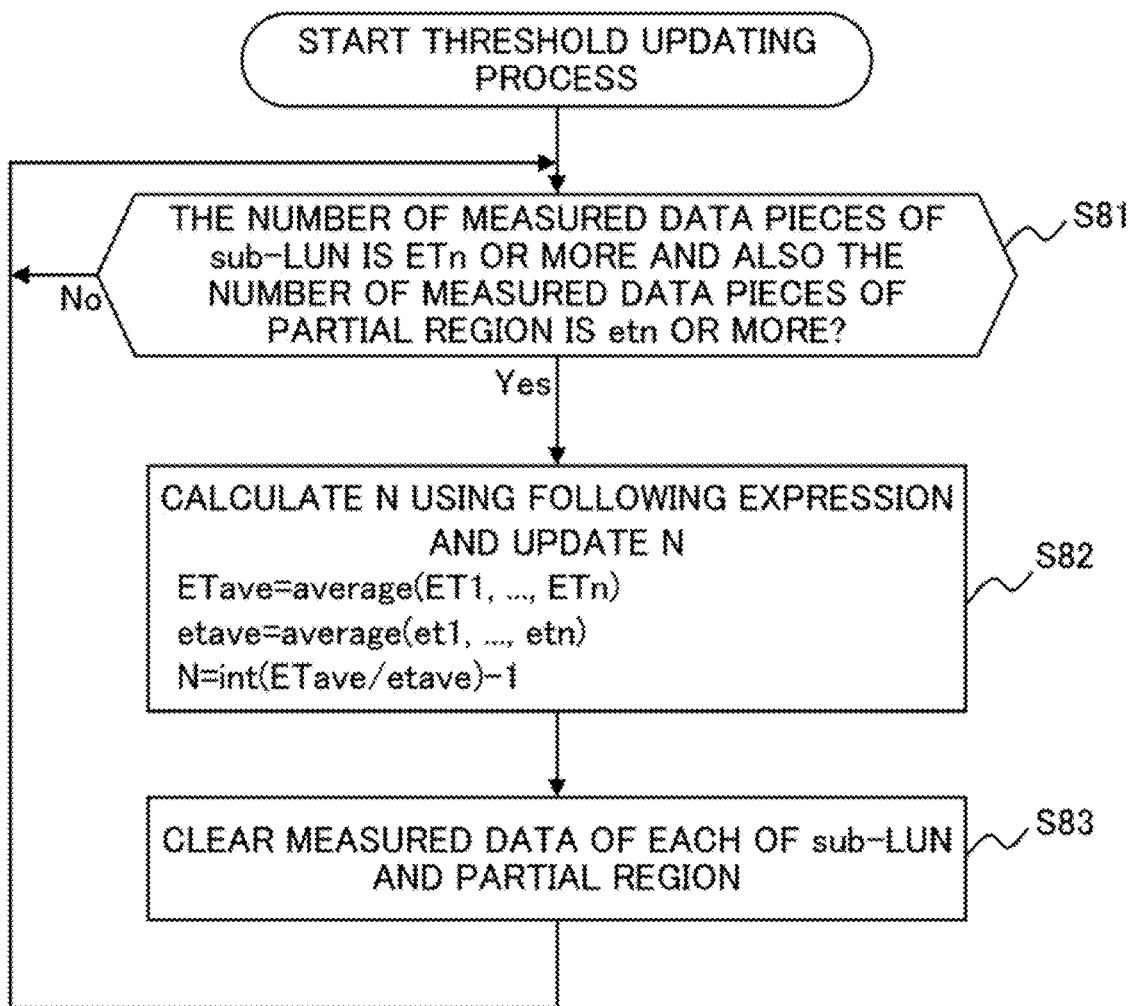 START THRESHOLD UPDATING
PROCESS
THE NUMBER OF MEASURED DATA PIECES OF
sub-LUN IS ETn OR MORE AND ALSO THE
NUMBER OF MEASURED DATA PIECES OF
PARTIAL REGION IS etn OR MORE?
S81
No
Yes
CALCULATE N USING FOLLOWING EXPRESSION
AND UPDATE N
ETave=average(ET1, ..., ETn)
etave=average(et1, ..., etn)
N=int(ETave/etave)-1
S82
CLEAR MEASURED DATA OF EACH OF sub-LUN
AND PARTIAL REGION
S83